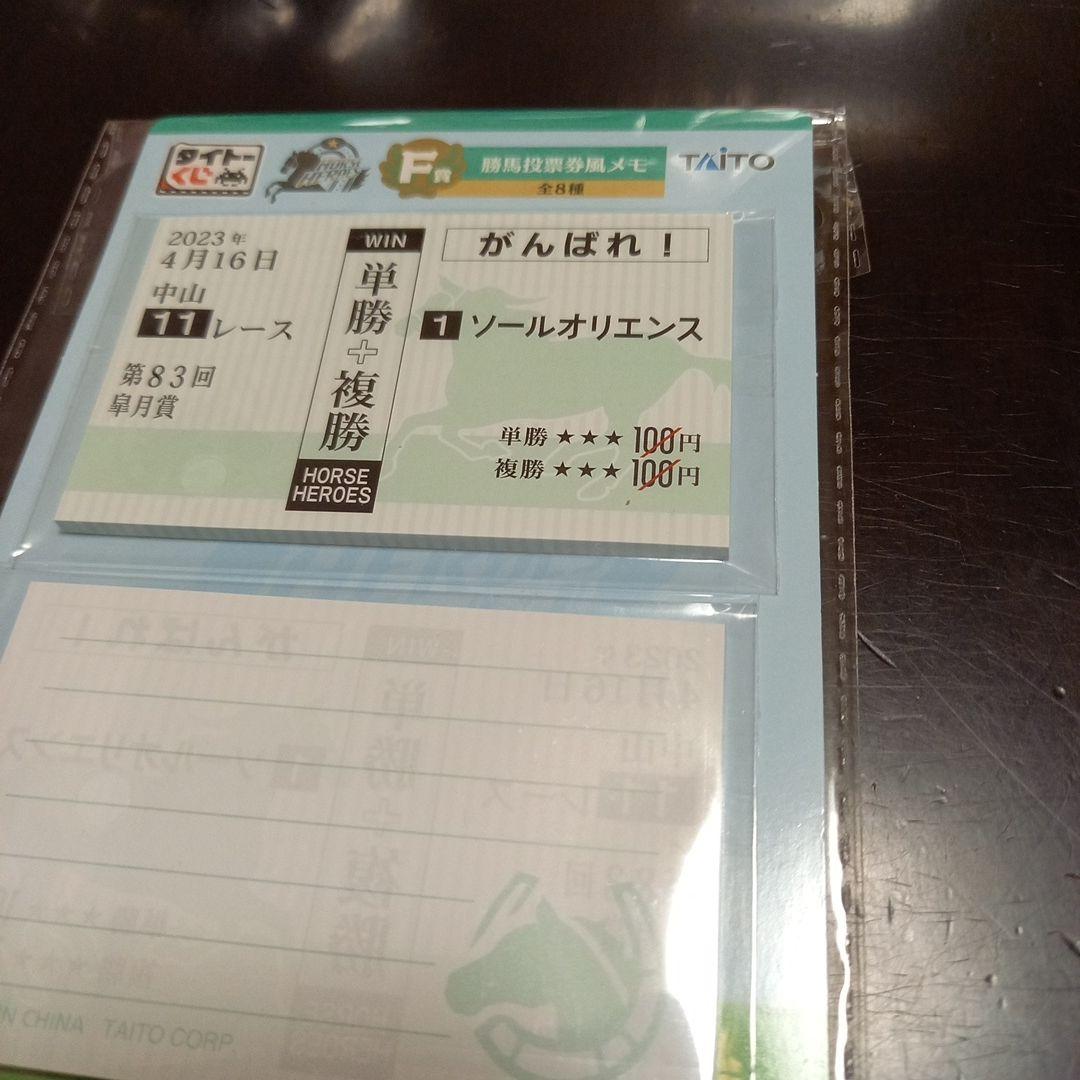 タイトーくじ
HORSE HEROES
F賞
勝馬投票券風メモ
全8種
TAITO
2023年
4月16日
中山
11レース
第83回
皐月賞
WIN
単勝+複勝
HORSE
HEROES
がんばれ!
1 ソールオリエンス
単勝★★★100円
複勝★★★100円
N CHINA TAITO CORP.